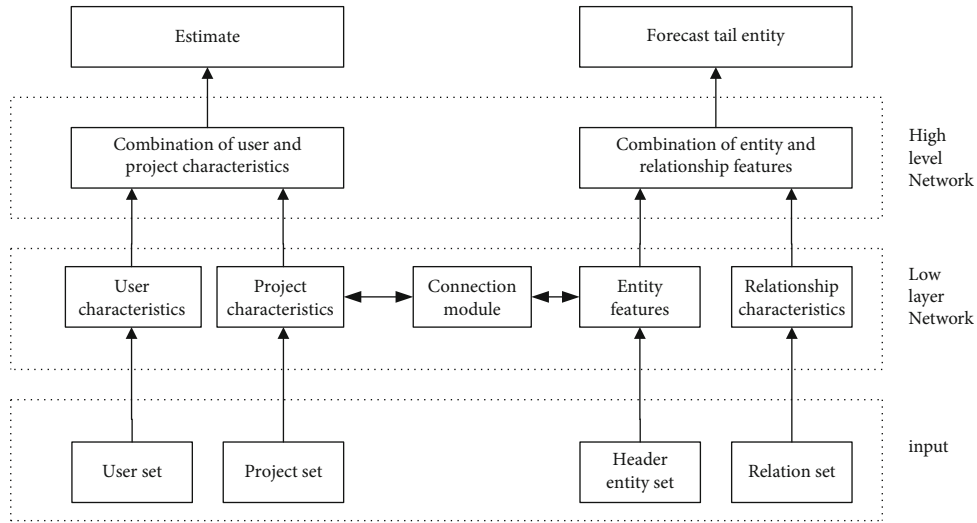 Estimate
Forecast tail entity
Combination of user and
project characteristics
Combination of entity and
relationship features
High
level
Network
User
characteristics
Project
characteristics
Connection
module
Entity
features
Relationship
characteristics
Low
layer
Network
User set
Project set
Header
entity set
Relation set
input